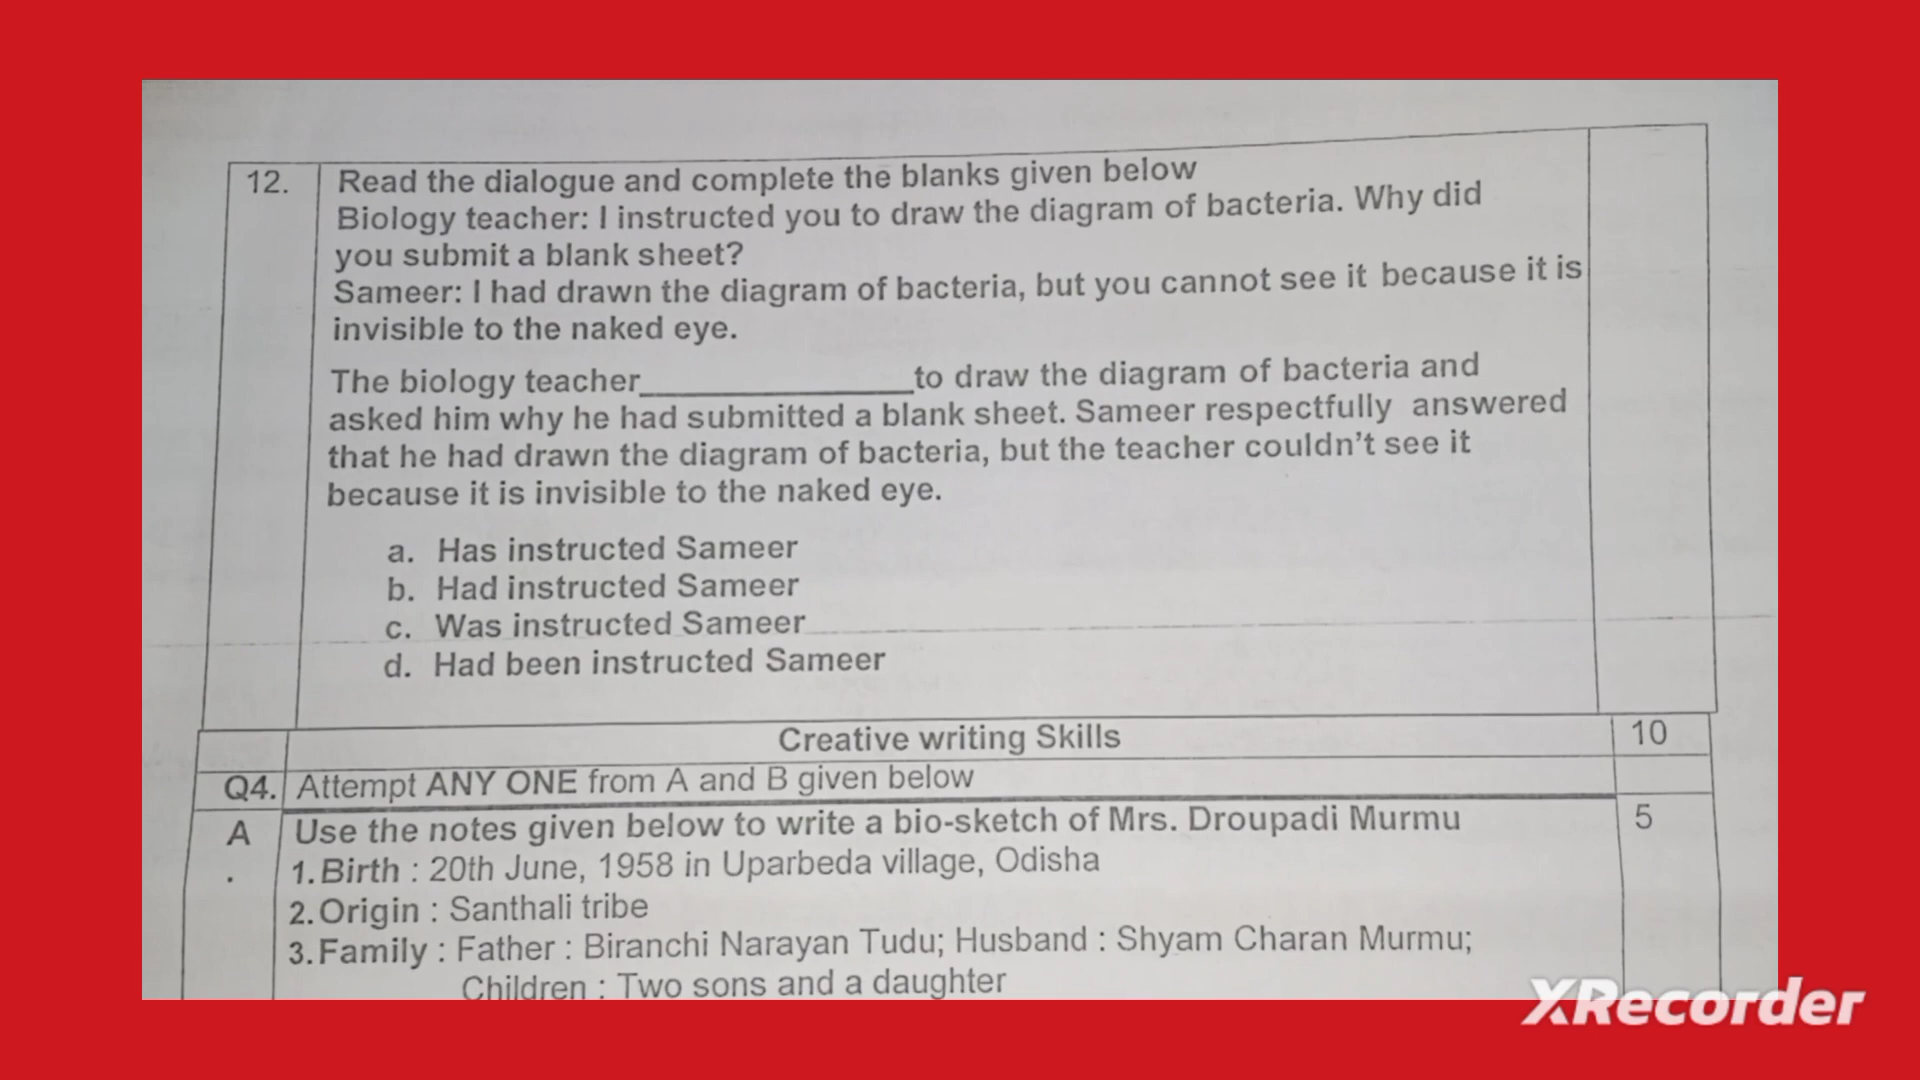 12. Read the dialogue and complete the blanks given below
Biology teacher: I instructed you to draw the diagram of bacteria. Why did
you submit a blank sheet?
Sameer: I had drawn the diagram of bacteria, but you cannot see it because it is
invisible to the naked eye.
The biology teacher______________to draw the diagram of bacteria and
asked him why he had submitted a blank sheet. Sameer respectfully answered
that he had drawn the diagram of bacteria, but the teacher couldn't see it
because it is invisible to the naked eye.
a. Has instructed Sameer
b. Had instructed Sameer
c. Was instructed Sameer
d. Had been instructed Sameer
Creative writing Skills 10
Q4. Attempt ANY ONE from A and B given below
A Use the notes given below to write a bio-sketch of Mrs. Droupadi Murmu 5
. 1. Birth : 20th June, 1958 in Uparbeda village, Odisha
2. Origin : Santhali tribe
3. Family : Father : Biranchi Narayan Tudu; Husband : Shyam Charan Murmu;
Children : Two sons and a daughter
XRecorder